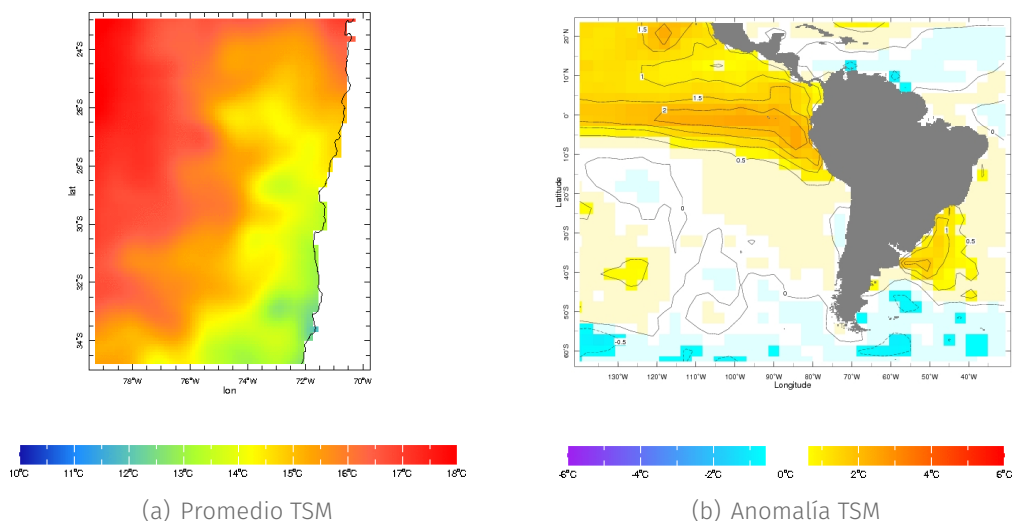 24°S
26°S
28°S
30°S
32°S
34°S
lat
78°W 76°W 74°W 72°W 70°W
lon
10°C 11°C 12°C 13°C 14°C 15°C 16°C 17°C 18°C
(a) Promedio TSM
20°N
10°N
0°
10°S
20°S
30°S
40°S
50°S
60°S
Latitude
1.5
1
1.5
2
0.5
0
0
0
0
1
0.5
-0.5
130°W 120°W 110°W 100°W 90°W 80°W 70°W 60°W 50°W 40°W
Longitude
-6°C -4°C -2°C 0°C 2°C 4°C 6°C
(b) Anomalía TSM